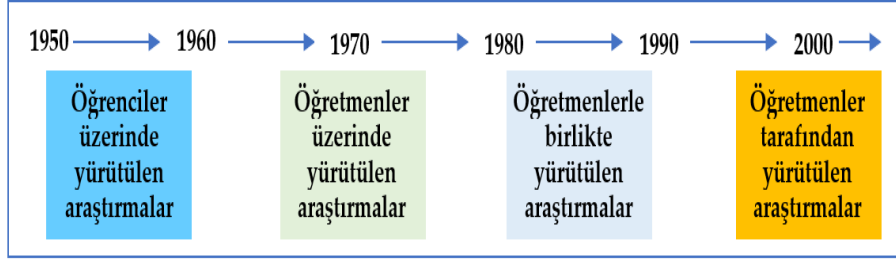 1950 1960 1970 1980 1990 2000
Öğrenciler
üzerinde
yürütülen
araştırmalar
Öğretmenler
üzerinde
yürütülen
araştırmalar
Öğretmenlerle
birlikte
yürütülen
araştırmalar
Öğretmenler
tarafından
yürütülen
araştırmalar